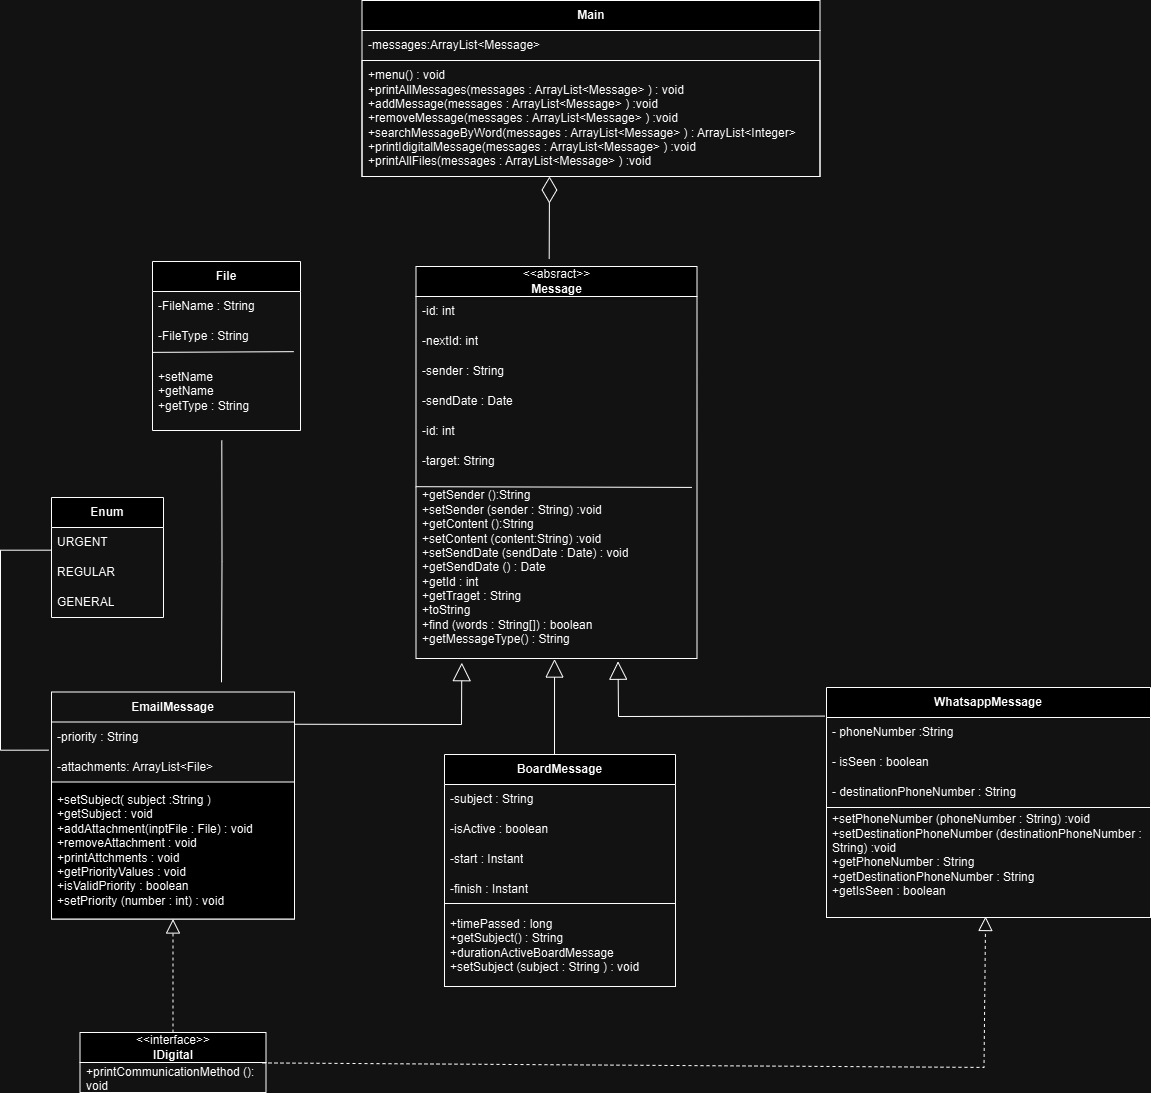 Main
-messages:ArrayList<Message>
+menu() : void
+printAllMessages(messages : ArrayList<Message> ) : void
+addMessage(messages : ArrayList<Message> ) :void
+removeMessage(messages : ArrayList<Message> ) :void
+searchMessageByWord(messages : ArrayList<Message> ) : ArrayList<Integer>
+printIdigitalMessage(messages : ArrayList<Message> ) :void
+printAllFiles(messages : ArrayList<Message> ) :void
File
-FileName : String
-FileType : String
+setName
+getName
+getType : String
<<absract>>
Message
-id: int
-nextId: int
-sender : String
-sendDate : Date
-id: int
-target: String
+getSender ():String
+setSender (sender : String) :void
+getContent ():String
+setContent (content:String) :void
+setSendDate (sendDate : Date) : void
+getSendDate () : Date
+getId : int
+getTraget : String
+toString
+find (words : String[]) : boolean
+getMessageType() : String
Enum
URGENT
REGULAR
GENERAL
EmailMessage
-priority : String
-attachments: ArrayList<File>
+setSubject( subject :String )
+getSubject : void
+addAttachment(inptFile : File) : void
+removeAttachment : void
+printAttchments : void
+getPriorityValues : void
+isValidPriority : boolean
+setPriority (number : int) : void
BoardMessage
-subject : String
-isActive : boolean
-start : Instant
-finish : Instant
+timePassed : long
+getSubject() : String
+durationActiveBoardMessage
+setSubject (subject : String ) : void
WhatsappMessage
- phoneNumber :String
- isSeen : boolean
- destinationPhoneNumber : String
+setPhoneNumber (phoneNumber : String) :void
+setDestinationPhoneNumber (destinationPhoneNumber :
String) :void
+getPhoneNumber : String
+getDestinationPhoneNumber : String
+getIsSeen : boolean
<<interface>>
IDigital
+printCommunicationMethod ():
void